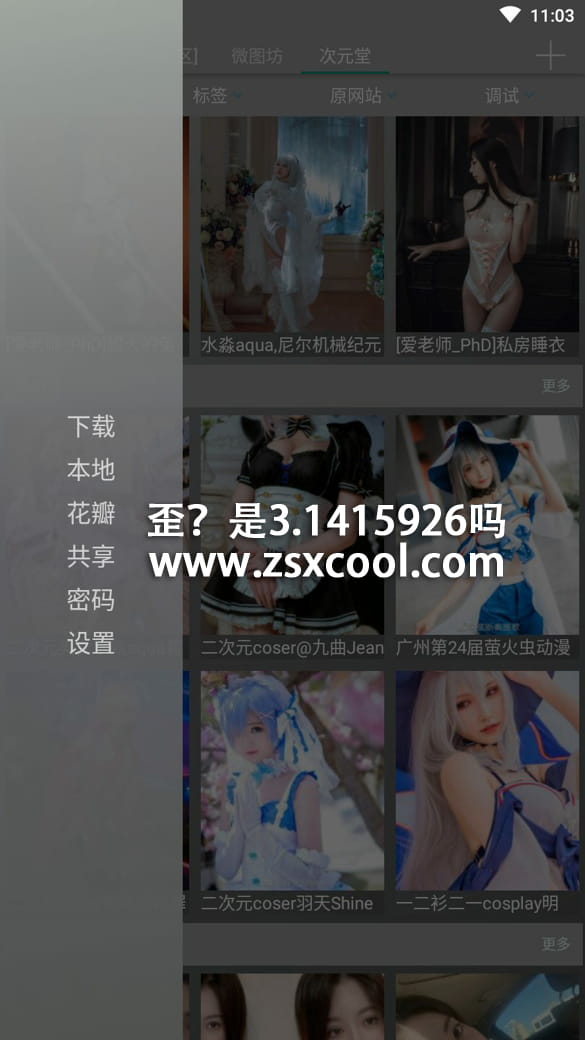 11:03
区]
微图坊
次元堂
标签
原网站
调试
水淼aqua,尼尔机械纪元
[爱老师_PhD]私房睡衣
更多
下载
本地
花瓣
共享
密码
设置
歪？是3.1415926吗
www.zsxcool.com
二次元coser@九曲Jean
广州第24届萤火虫动漫
二次元coser羽天Shine
一二衫二一cosplay明
更多